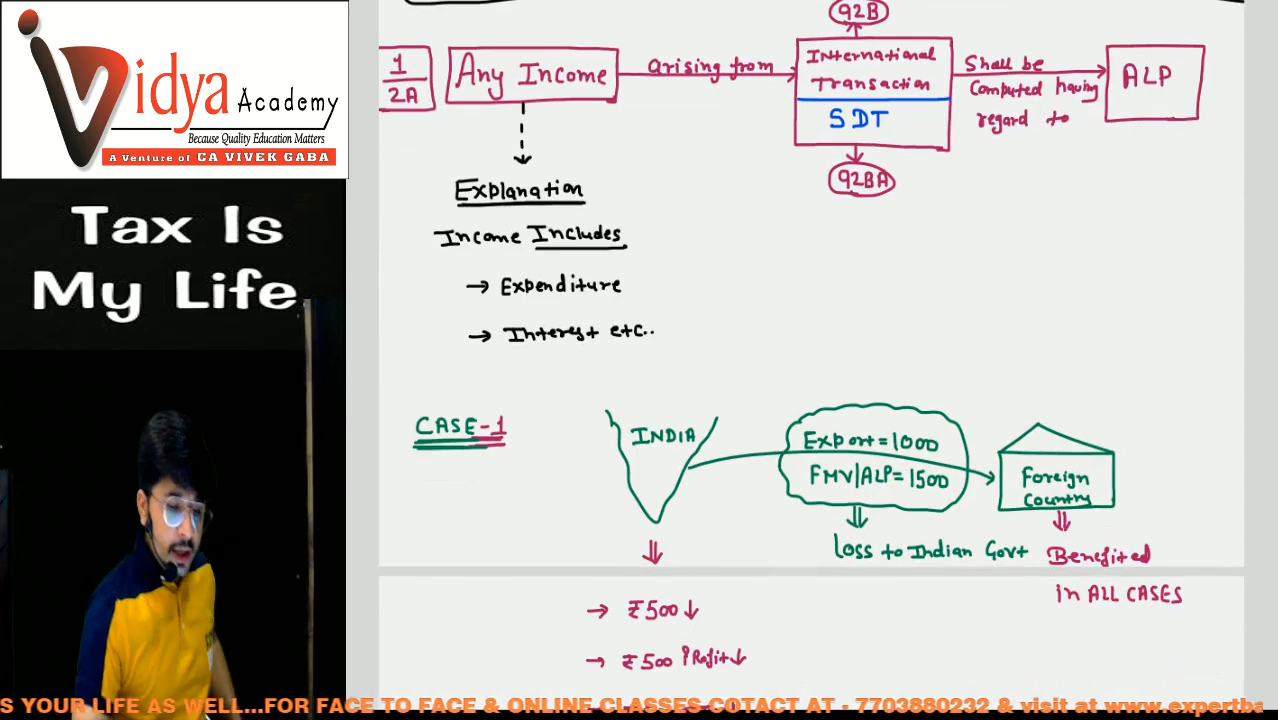 Vidya
Academy
Because Quality Education Matters
A Venture of CA VIVEK GABA
Tax Is
My Life
92B
1
2A
Any Income
arising from
International
Transaction
SDT
Shall be
Computed having
regard to
ALP
92BA
Explanation
Income Includes
→ Expenditure
→ Interest etc..
CASE-1
INDIA
Export=1000
FMV|ALP=1500
Foreign
Country
Loss to Indian Govt
Benefited
in ALL CASES
→ ₹500↓
→ ₹500 Profit↓
S YOUR LIFE AS WELL...FOR FACE TO FACE & ONLINE CLASSES COTACT AT - 7703880232 & visit at www.expertba